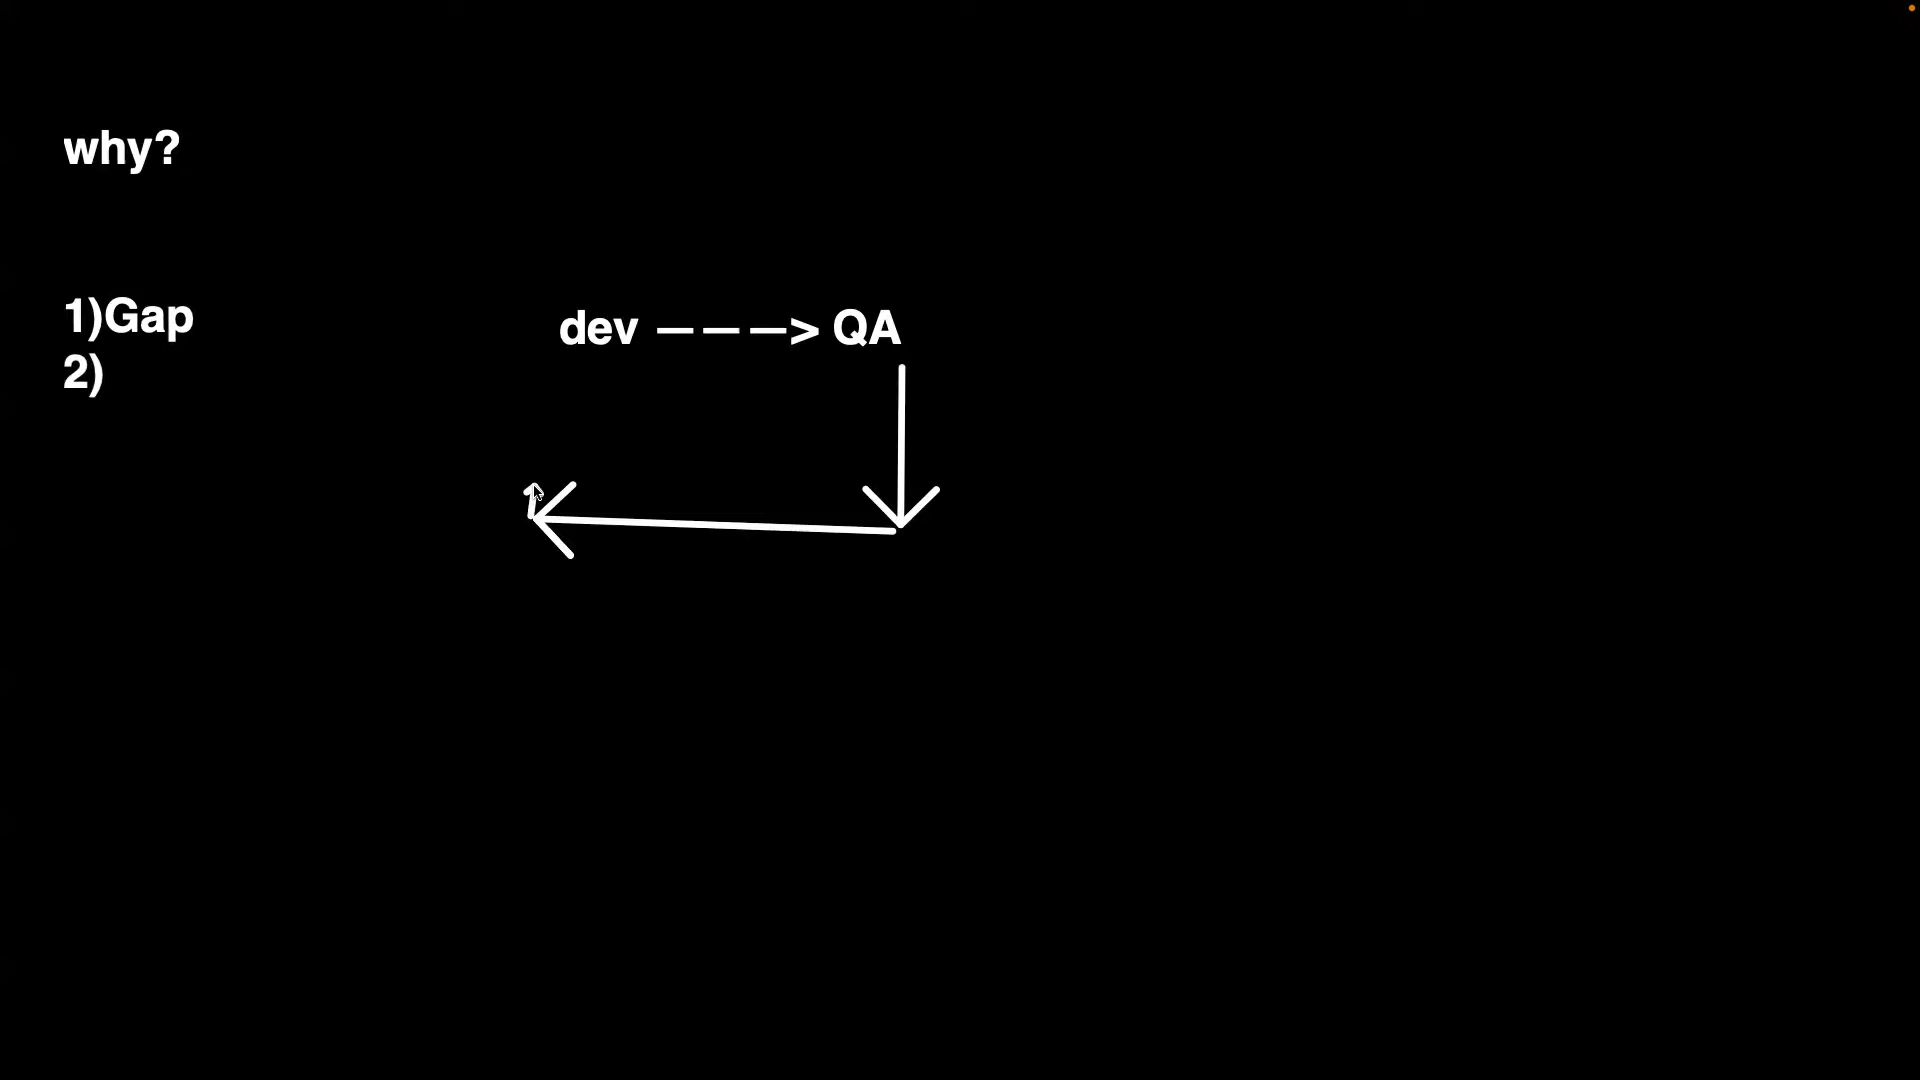 why?
1)Gap
2)
dev — — —> QA